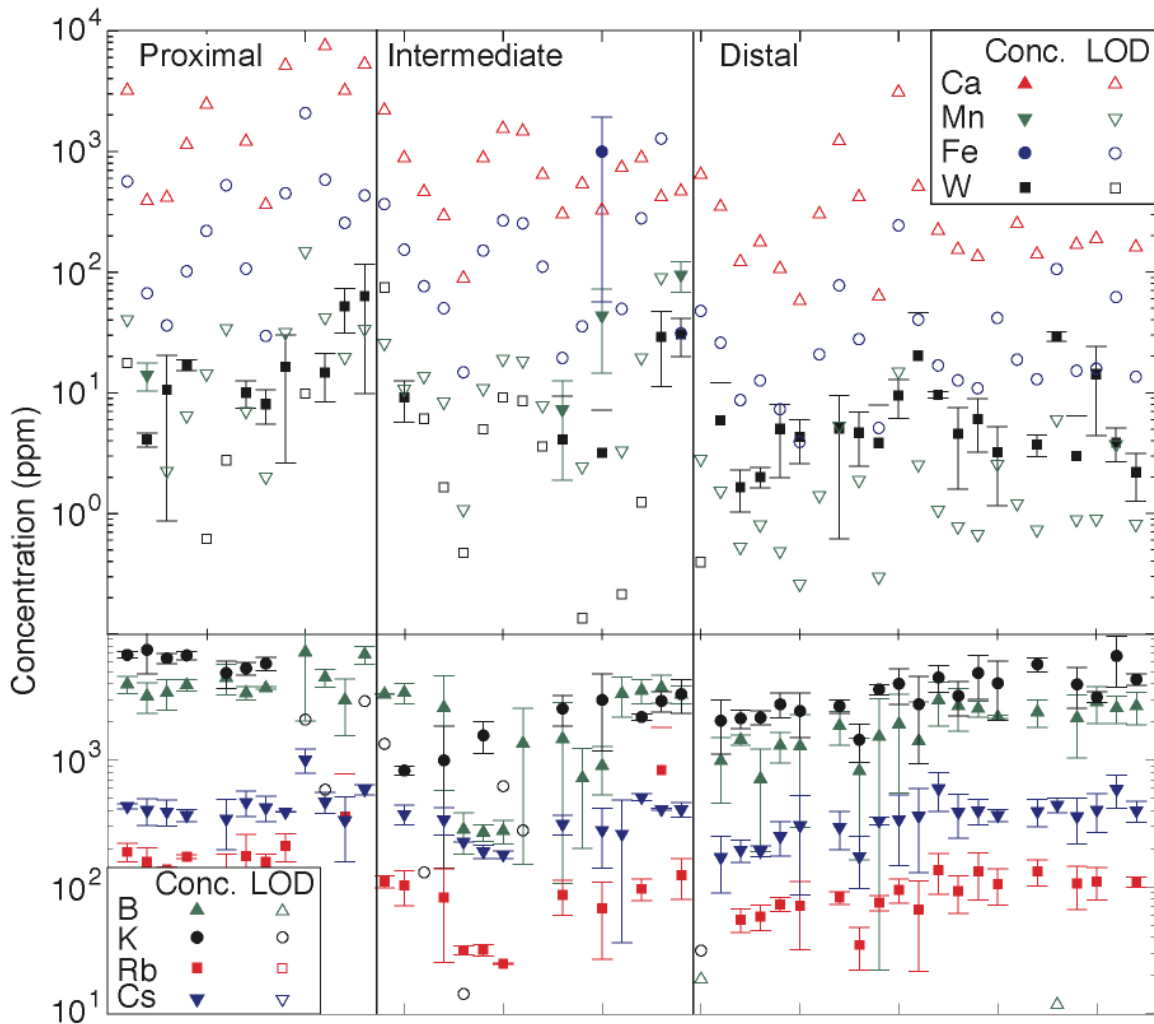 10^4
Proximal
Intermediate
Distal
Conc. LOD
Ca
Mn
Fe
W
10^3
10^2
10^1
10^0
Concentration (ppm)
10^3
10^2
10^1
Conc. LOD
B
K
Rb
Cs